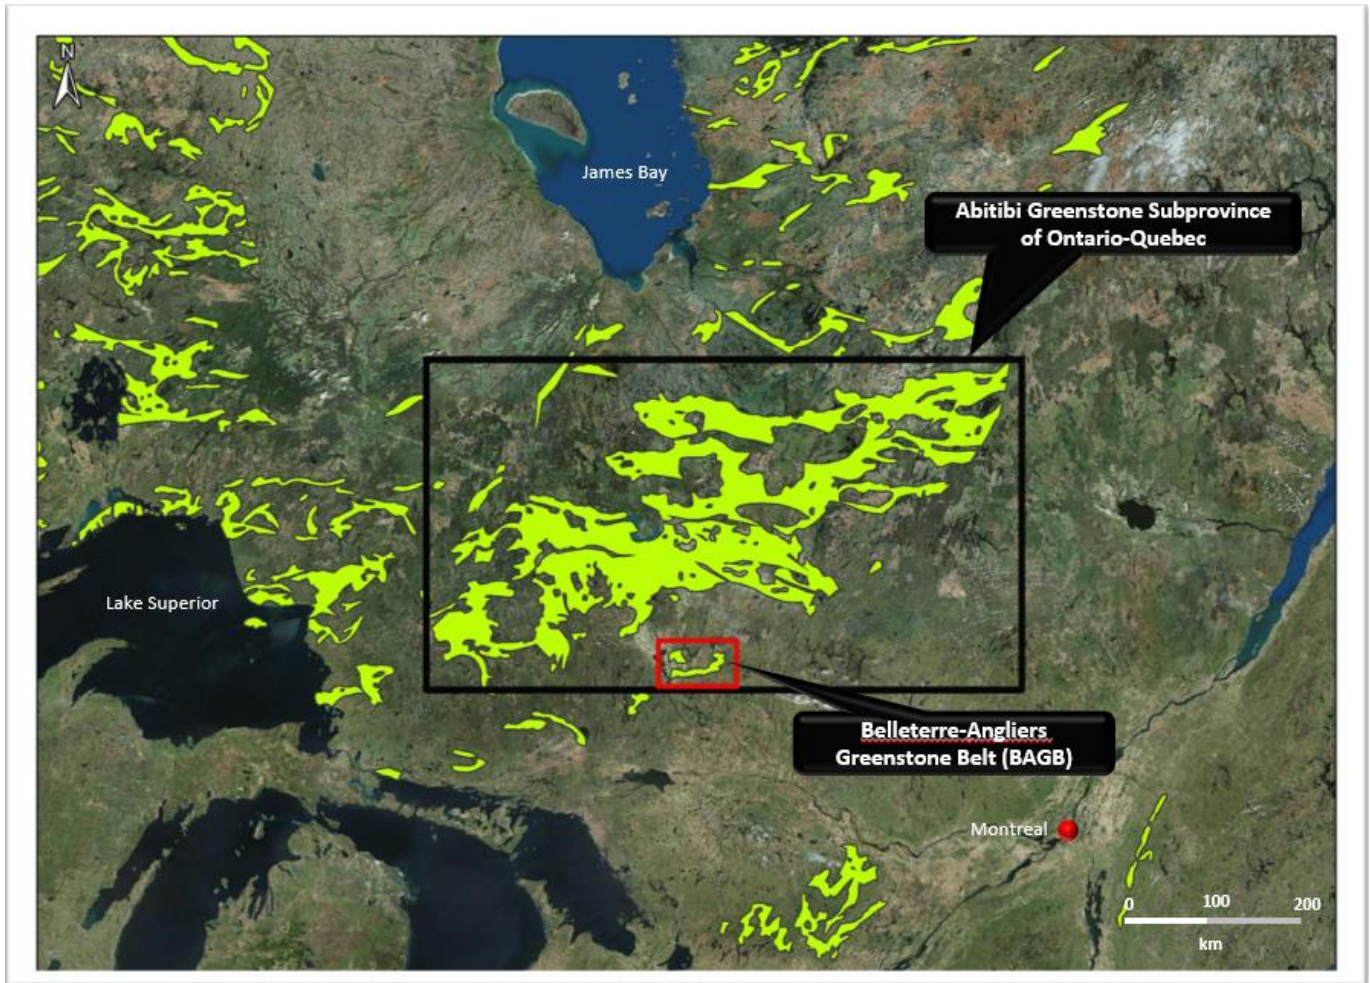 N
James Bay
Abitibi Greenstone Subprovince
of Ontario-Quebec
Lake Superior
Belleterre-Angliers
Greenstone Belt (BAGB)
Montreal
0 100 200
km